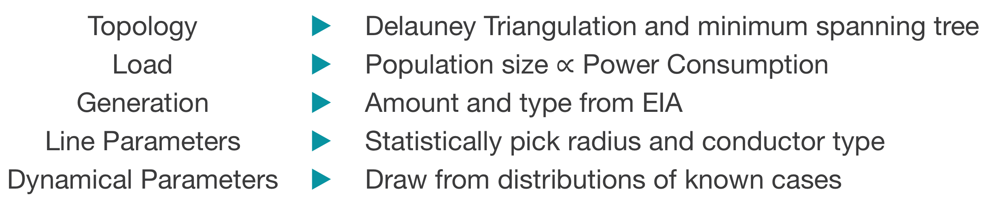 Topology ▶ Delauney Triangulation and minimum spanning tree
Load ▶ Population size ∝ Power Consumption
Generation ▶ Amount and type from EIA
Line Parameters ▶ Statistically pick radius and conductor type
Dynamical Parameters ▶ Draw from distributions of known cases